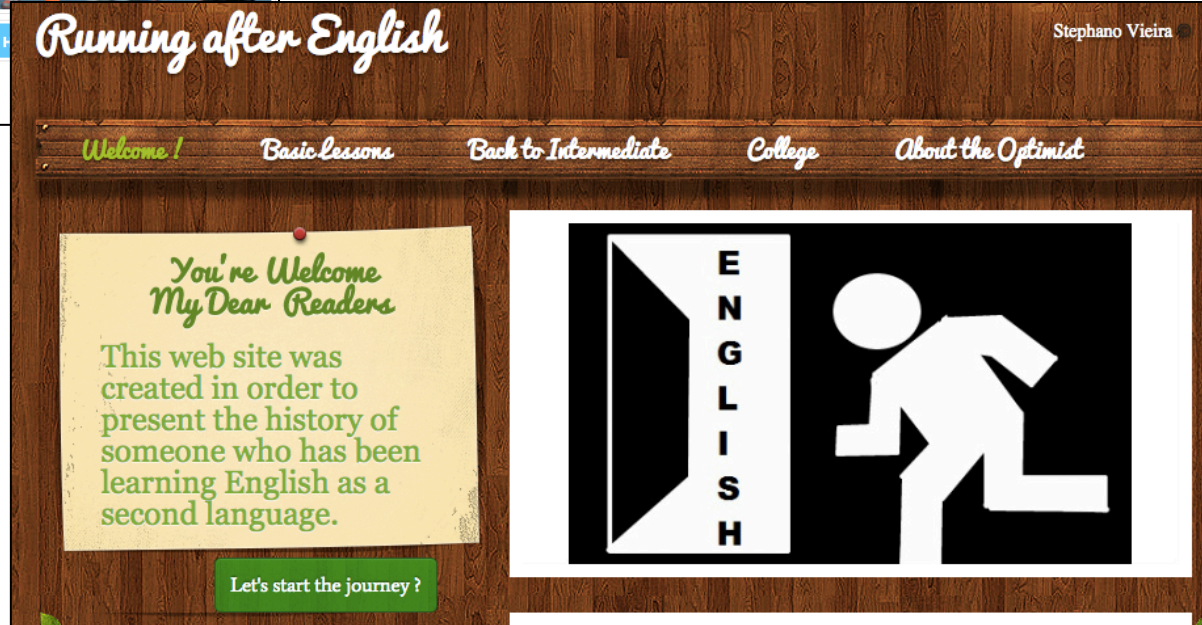 Running after English
Stephano Vieira
Welcome !
Basic Lessons
Back to Intermediate
College
About the Optimist
You're Welcome
My Dear Readers
This web site was
created in order to
present the history of
someone who has been
learning English as a
second language.
Let's start the journey ?
E
N
G
L
I
S
H